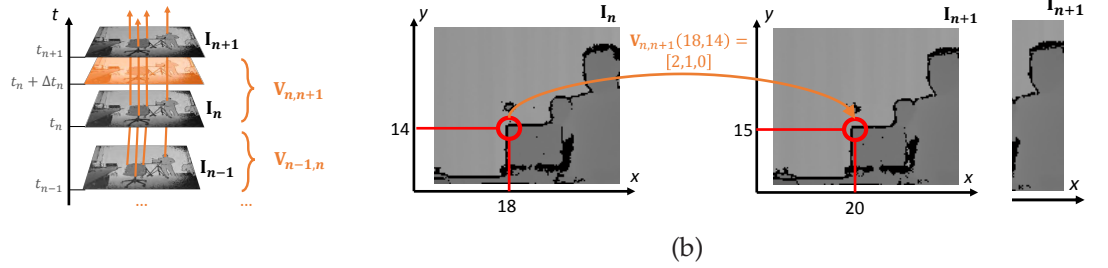 t
t_{n+1}
I_{n+1}
t_n + Δt_n
V_{n,n+1}
I_n
t_n
V_{n-1,n}
I_{n-1}
t_{n-1}
...
...
y
I_n
14
x
18
V_{n,n+1}(18,14) =
[2,1,0]
y
I_{n+1}
15
x
20
I_{n+1}
x
(b)